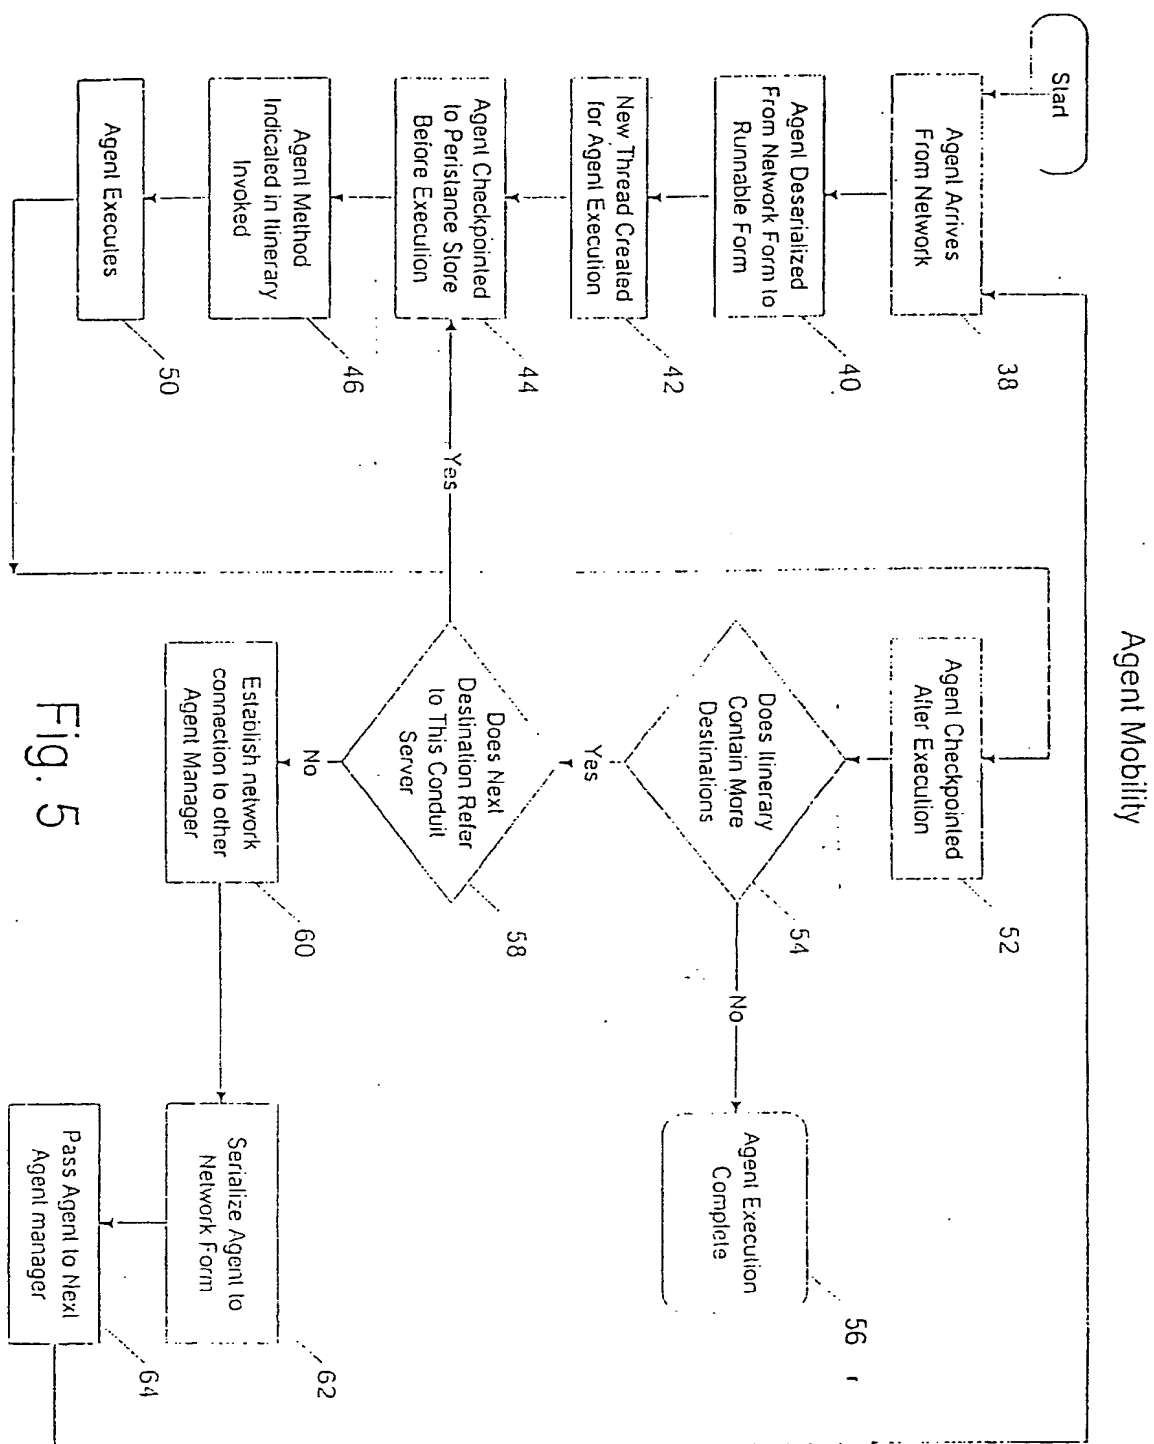 Agent Mobility
Start
Agent Arrives
From Network
38
Agent Deserialized
From Network Form to
Runnable Form
40
New Thread Created
for Agent Execution
42
Agent Checkpointed
to Peristance Store
Before Execution
44
Agent Method
Indicated in Itinerary
Invoked
46
Agent Executes
50
Agent Checkpointed
After Execution
52
Does Itinerary
Contain More
Destinations
54
No
Agent Execution
Complete
56
Yes
Does Next
Destination Refer
to This Conduit
Server
58
Yes
No
Establish network
connection to other
Agent Manager
60
Serialize Agent to
Network Form
62
Pass Agent to Next
Agent manager
64
Fig. 5